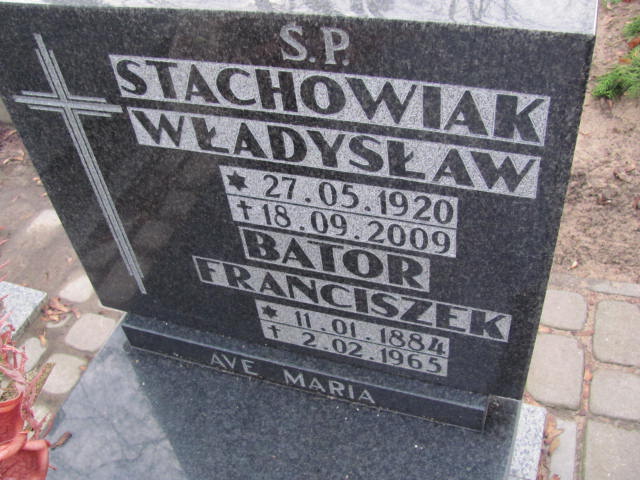 Ś.P.
STACHOWIAK
WŁADYSŁAW
✶ 27.05.1920
✝18.09.2009
BATOR
FRANCISZEK
✶ 11.01.1884
✝ 2.02.1965
AVE MARIA